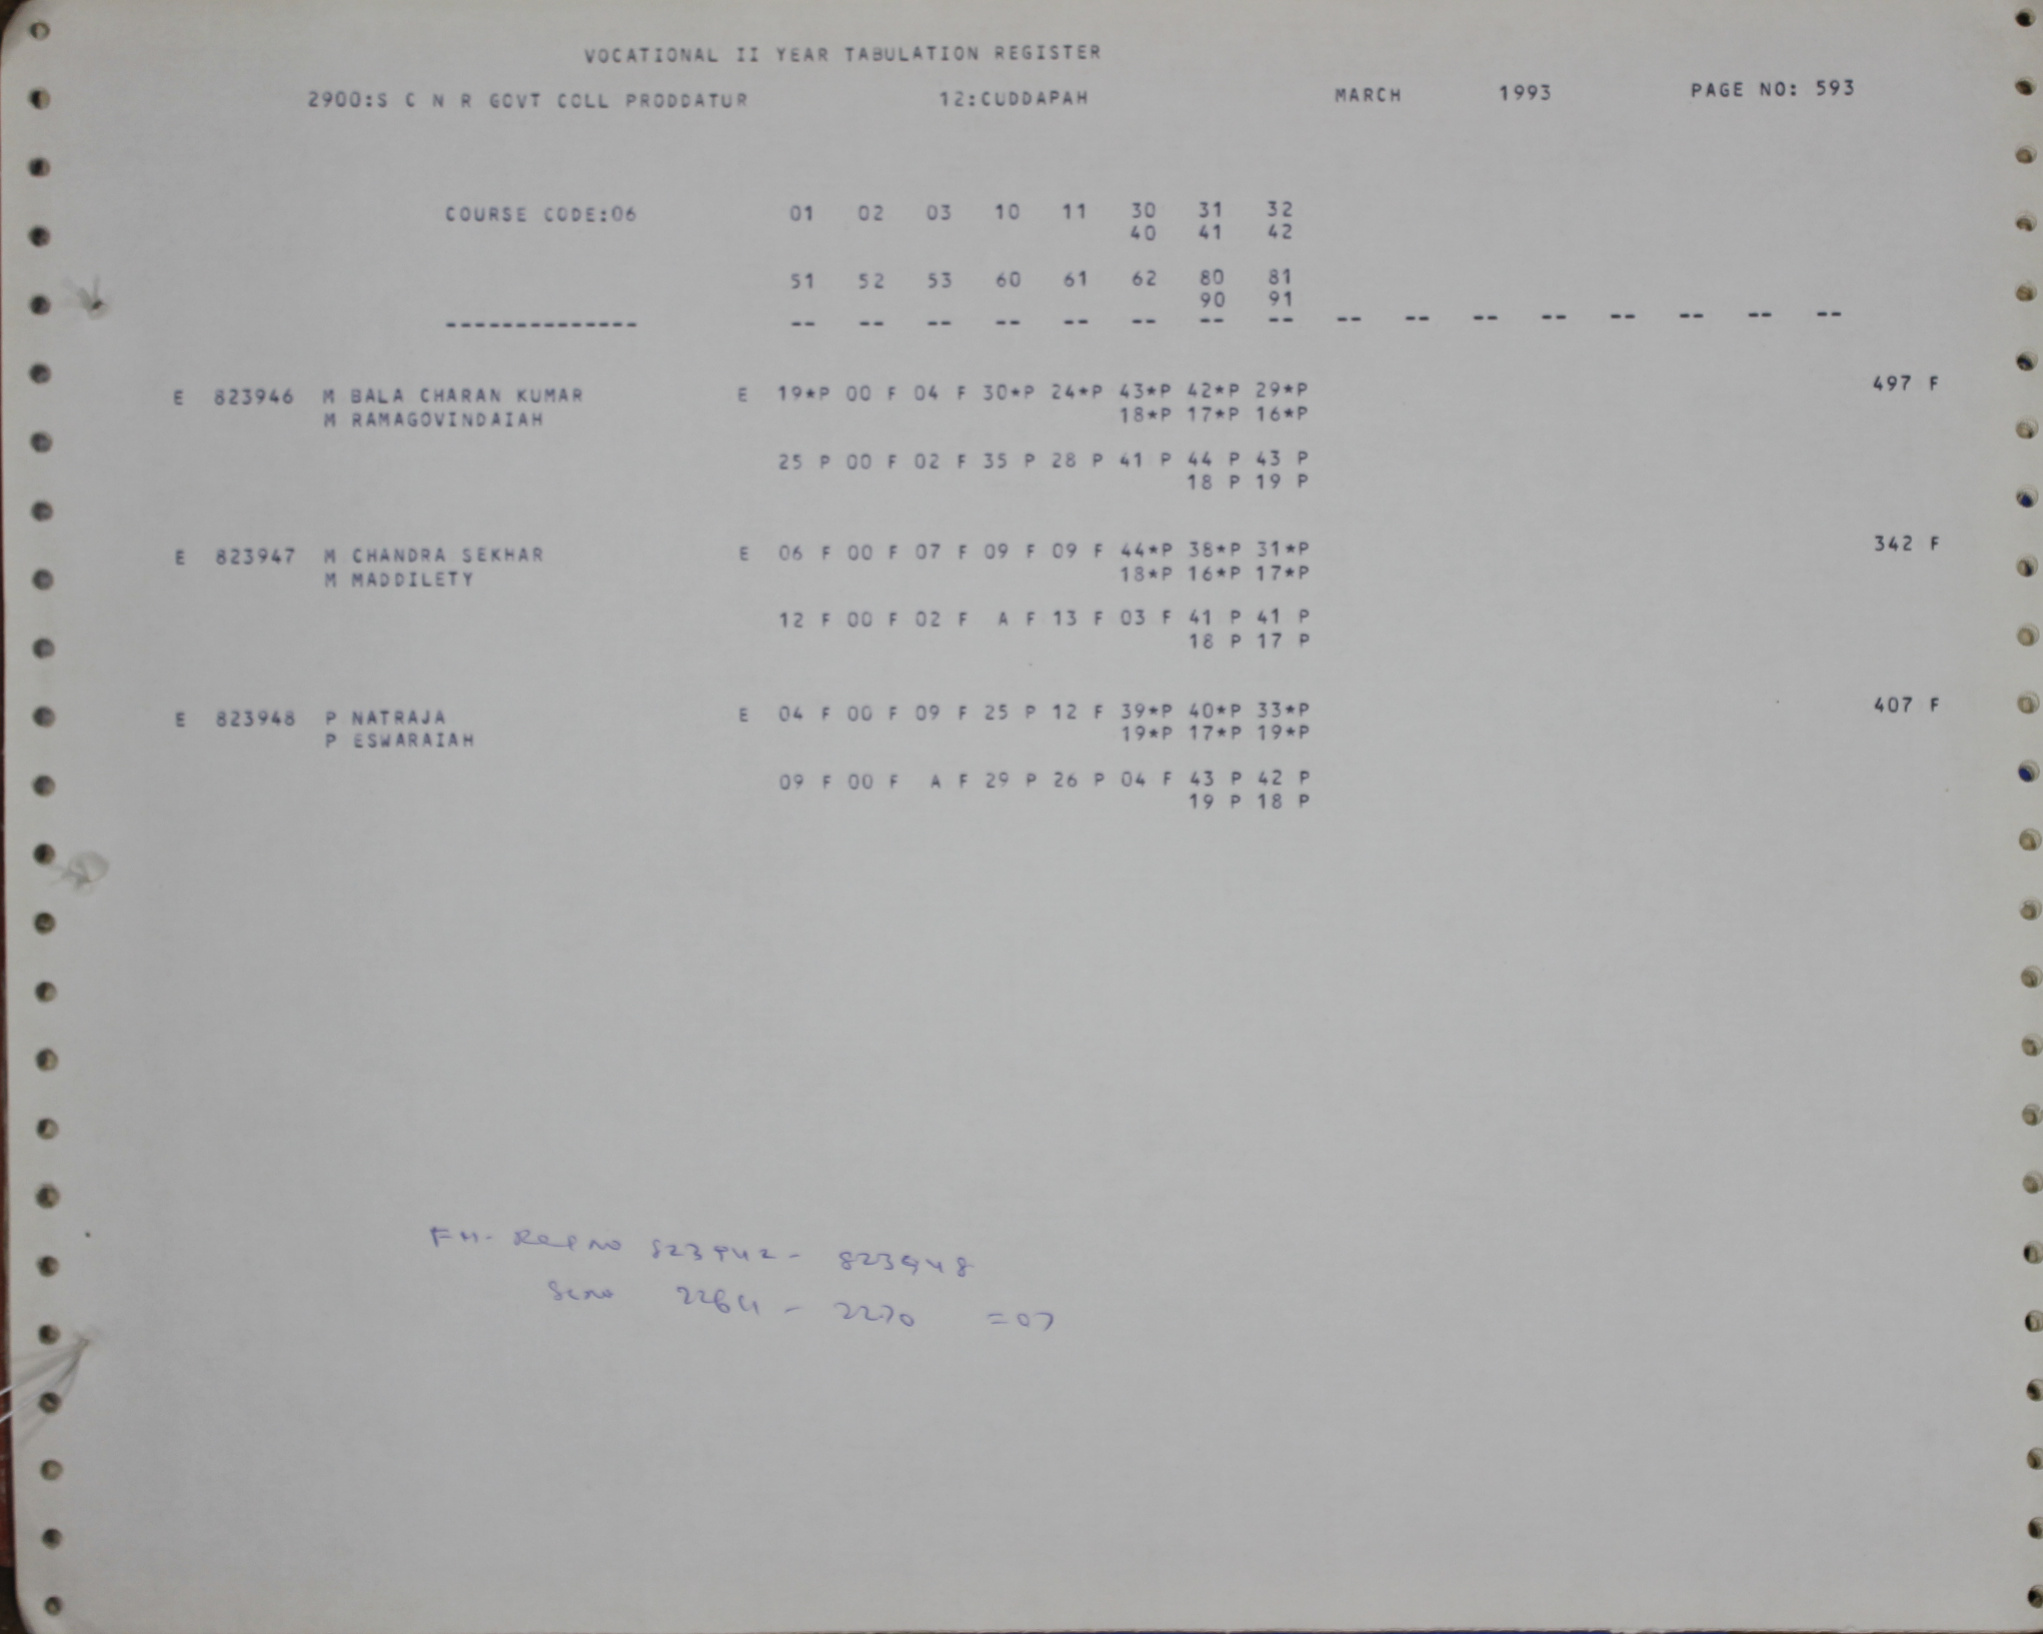 VOCATIONAL II YEAR TABULATION REGISTER
2900:S C N R GOVT COLL PRODDATUR 12:CUDDAPAH MARCH 1993 PAGE NO: 593
COURSE CODE:06 01 02 03 10 11 30 31 32
40 41 42
51 52 53 60 61 62 80 81
90 91
-------------- -- -- -- -- -- -- -- -- -- -- -- -- -- -- -- --
E 823946 M BALA CHARAN KUMAR E 19*P 00 F 04 F 30*P 24*P 43*P 42*P 29*P 497 F
M RAMAGOVINDAIAH 18*P 17*P 16*P
25 P 00 F 02 F 35 P 28 P 41 P 44 P 43 P
18 P 19 P
E 823947 M CHANDRA SEKHAR E 06 F 00 F 07 F 09 F 09 F 44*P 38*P 31*P 342 F
M MADDILETY 18*P 16*P 17*P
12 F 00 F 02 F A F 13 F 03 F 41 P 41 P
18 P 17 P
E 823948 P NATRAJA E 04 F 00 F 09 F 25 P 12 F 39*P 40*P 33*P 407 F
P ESWARAIAH 19*P 17*P 19*P
09 F 00 F A F 29 P 26 P 04 F 43 P 42 P
19 P 18 P
823942 - 823948
2264 - 2270 =07